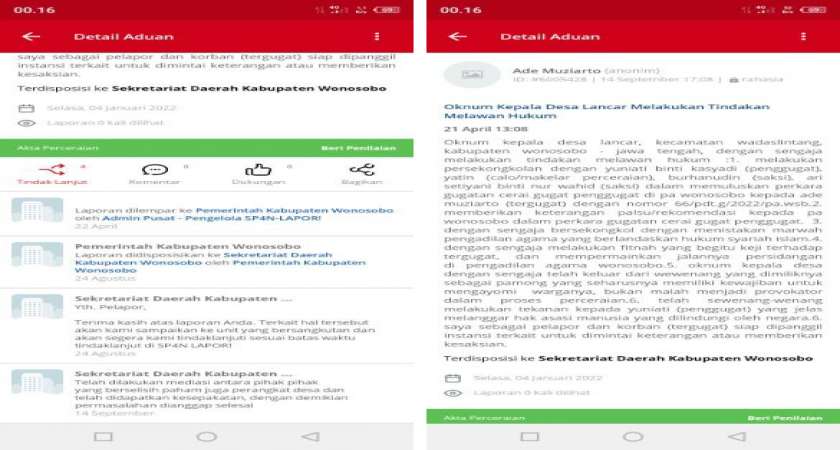 00.16
Detail Aduan
saya sebagai pelapor dan korban (tergugat) siap dipanggil
instansi terkait untuk dimintai keterangan atau memberikan
kesaksian.
Terdisposisi ke Sekretariat Daerah Kabupaten Wonosobo
Selasa, 04 Januari 2022
Laporan 0 kali dilihat
Akta Perceraian
Beri Penilaian
4
0
0
Tindak Lanjut
Komentar
Dukungan
Bagikan
Laporan dilempar ke Pemerintah Kabupaten Wonosobo
oleh Admin Pusat - Pengelola SP4N-LAPOR!
22 April
Pemerintah Kabupaten Wonosobo
Laporan didisposisikan ke Sekretariat Daerah
Kabupaten Wonosobo oleh Pemerintah Kabupaten
Wonosobo
24 Agustus
Sekretariat Daerah Kabupaten ...
Yth. Pelapor,
Terima kasih atas laporan Anda. Terkait hal tersebut
akan kami sampaikan ke unit yang bersangkutan dan
akan segera kami tindaklanjuti sesuai batas waktu
tindaklanjut di SP4N LAPOR!
24 Agustus
Sekretariat Daerah Kabupaten ...
Telah dilakukan mediasi antara pihak pihak
yang berselisih paham juga perangkat desa dan
telah didapatkan kesepakatan, dengan demikian
permasalahan dianggap selesai
14 September
00.16
Detail Aduan
Ade Muziarto (anonim)
ID: #6005428 | 14 September 17:08 | rahasia
Oknum Kepala Desa Lancar Melakukan Tindakan
Melawan Hukum
21 April 13:08
Oknum kepala desa lancar, kecamatan wadaslintang,
kabupaten wonosobo - jawa tengah, dengan sengaja
melakukan tindakan melawan hukum :1. melakukan
persekongkolan dengan yuniati binti kasyadi (penggugat),
yatin (calo/makelar perceraian), burhanudin (saksi), ari
setiyani binti nur wahid (saksi) dalam memuluskan perkara
gugatan cerai gugat penggugat di pa wonosobo kepada ade
muziarto (tergugat) dengan nomor 66/pdt.g/2022/pa.wsb.2.
memberikan keterangan palsu/rekomendasi kepada pa
wonosobo dalam perkara gugatan cerai gugat penggugat. 3.
dengan sengaja bersekongkol dengan menistakan marwah
pengadilan agama yang berlandaskan hukum syariah islam.4.
dengan sengaja melakukan fitnah yang begitu keji terhadap
tergugat, dan mempermainkan jalannya persidangan
di pengadilan agama wonosobo.5. oknum kepala desa
dengan sengaja telah keluar dari wewenang yang dimiliknya
sebagai pamong yang seharusnya memiliki kewajiban untuk
mengayomi warganya, bukan malah menjadi provokator
dalam proses perceraian.6. telah sewenang-wenang
melakukan tekanan kepada yuniati (penggugat) yang jelas
melanggar hak asasi manusia yang dilindungi oleh negara.6.
saya sebagai pelapor dan korban (tergugat) siap dipanggil
instansi terkait untuk dimintai keterangan atau memberikan
kesaksian.
Terdisposisi ke Sekretariat Daerah Kabupaten Wonosobo
Selasa, 04 Januari 2022
Laporan 0 kali dilihat
Akta Perceraian
Beri Penilaian